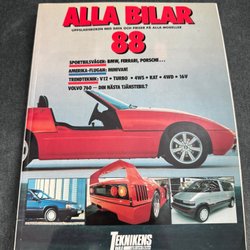 ALLA BILAR
UPPSLAGSBOKEN MED DATA OCH PRISER PÅ ALLA MODELLER
88
SPORTBILSVÅGEN: BMW, FERRARI, PORSCHE...
AMERIKA-FLUGAN: MINIVAN!
TRENDTEKNIK: V12 • TURBO • 4WS • KAT • 4WD • 16V
VOLVO 760 – DIN NÄSTA TJÄNSTEBIL?
TEKNIKENS